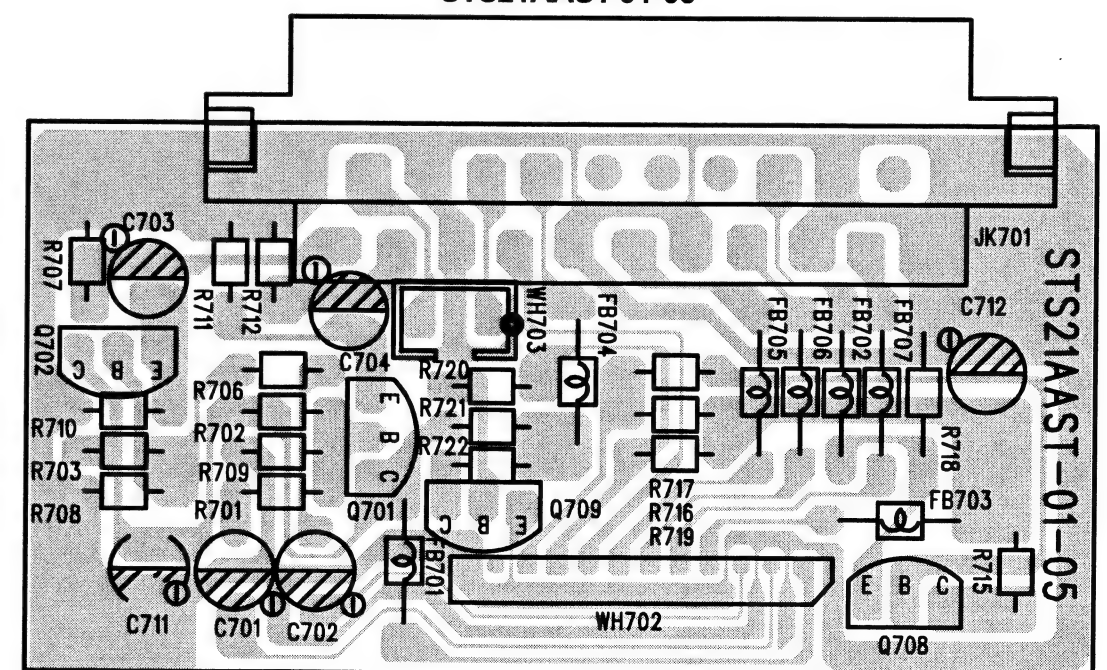 C703
JK701
R707
R711
R712
WH703
FB704
FB705
FB706
FB702
FB707
C712
STS21AAST-01-05
Q702
C B E
C704
R720
R706
R721
R710
R702
E
B
C
R722
R703
R709
R718
R708
R701
Q701
C B E
Q709
R717
R716
R719
FB703
FB701
R715
E B C
WH702
C711
C701
C702
Q708